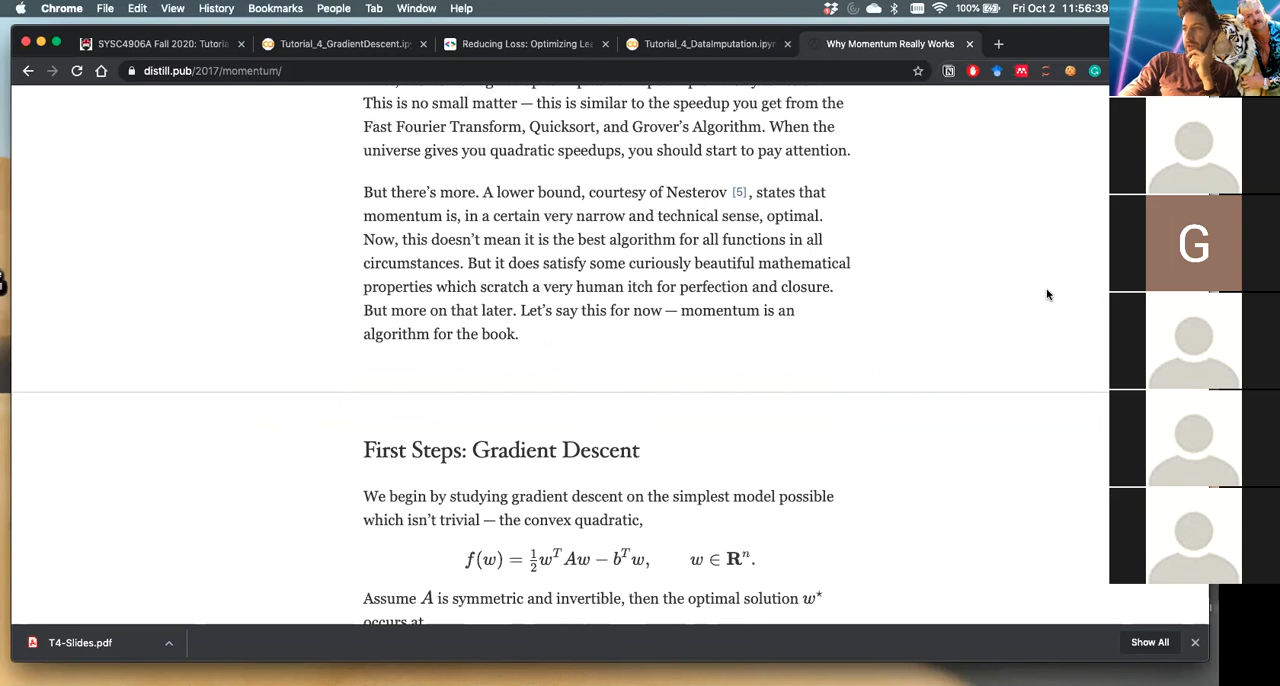 Chrome File Edit View History Bookmarks People Tab Window Help 100% Fri Oct 2 11:56:39
SYSC4906A Fall 2020: Tutoria Tutorial_4_GradientDescent.ip Reducing Loss: Optimizing Le Tutorial_4_DataImputation.ipyn Why Momentum Really Works
distill.pub/2017/momentum/
This is no small matter — this is similar to the speedup you get from the
Fast Fourier Transform, Quicksort, and Grover's Algorithm. When the
universe gives you quadratic speedups, you should start to pay attention.
But there's more. A lower bound, courtesy of Nesterov [5], states that
momentum is, in a certain very narrow and technical sense, optimal.
Now, this doesn't mean it is the best algorithm for all functions in all
circumstances. But it does satisfy some curiously beautiful mathematical
properties which scratch a very human itch for perfection and closure.
But more on that later. Let's say this for now — momentum is an
algorithm for the book.
First Steps: Gradient Descent
We begin by studying gradient descent on the simplest model possible
which isn't trivial — the convex quadratic,
f(w) = ½wᵀAw − bᵀw, w ∈ Rⁿ.
Assume A is symmetric and invertible, then the optimal solution w⋆
occurs at
G
T4-Slides.pdf
Show All